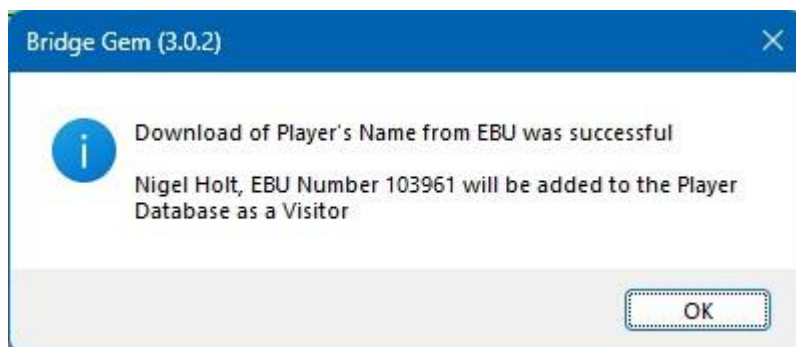 Bridge Gem (3.0.2)
Download of Player's Name from EBU was successful
Nigel Holt, EBU Number 103961 will be added to the Player
Database as a Visitor
OK